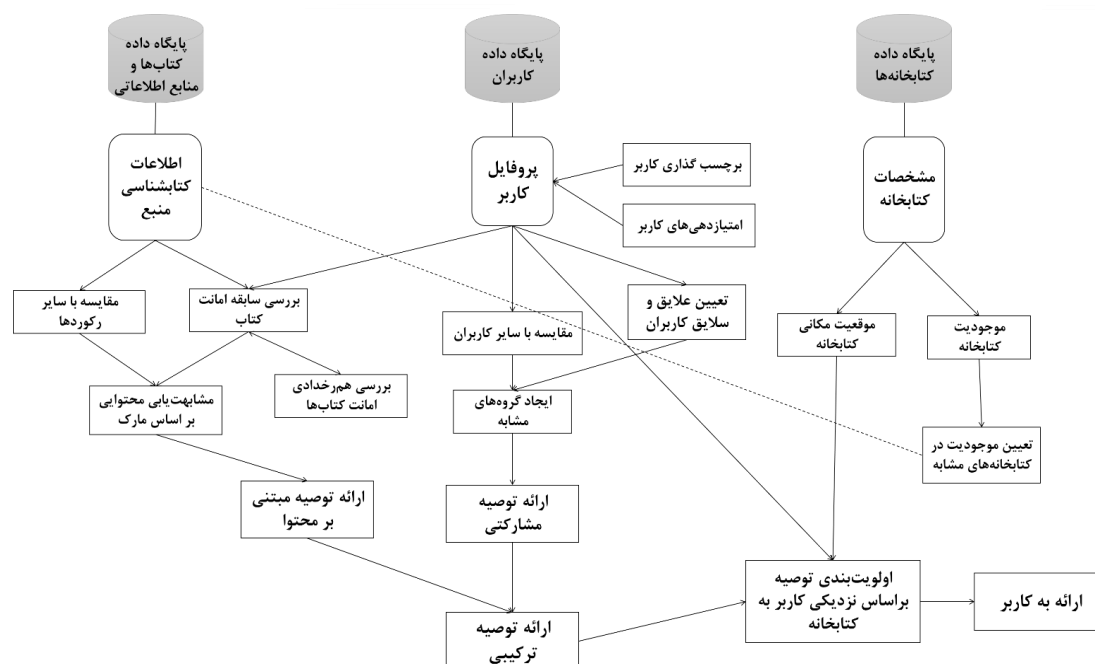 پایگاه داده
کتابخانه‌ها
پایگاه داده
کاربران
پایگاه داده
کتاب‌ها و
منابع اطلاعاتی
مشخصات
کتابخانه
پروفایل
کاربر
برچسب گذاری کاربر
امتیازدهی‌های کاربر
اطلاعات
کتابشناسی
منبع
موجودیت
کتابخانه
موقعیت مکانی
کتابخانه
تعیین علایق و
سلایق کاربران
مقایسه با سایر کاربران
بررسی سابقه امانت
کتاب
مقایسه با سایر
رکوردها
تعیین موجودیت در
کتابخانه‌های مشابه
ایجاد گروه‌های
مشابه
بررسی هم‌رخدادی
امانت کتاب‌ها
مشابهت‌یابی محتوایی
بر اساس مارک
ارائه توصیه
مشارکتی
ارائه توصیه مبتنی
بر محتوا
ارائه به کاربر
اولویت‌بندی توصیه
براساس نزدیکی کاربر به
کتابخانه
ارائه توصیه
ترکیبی